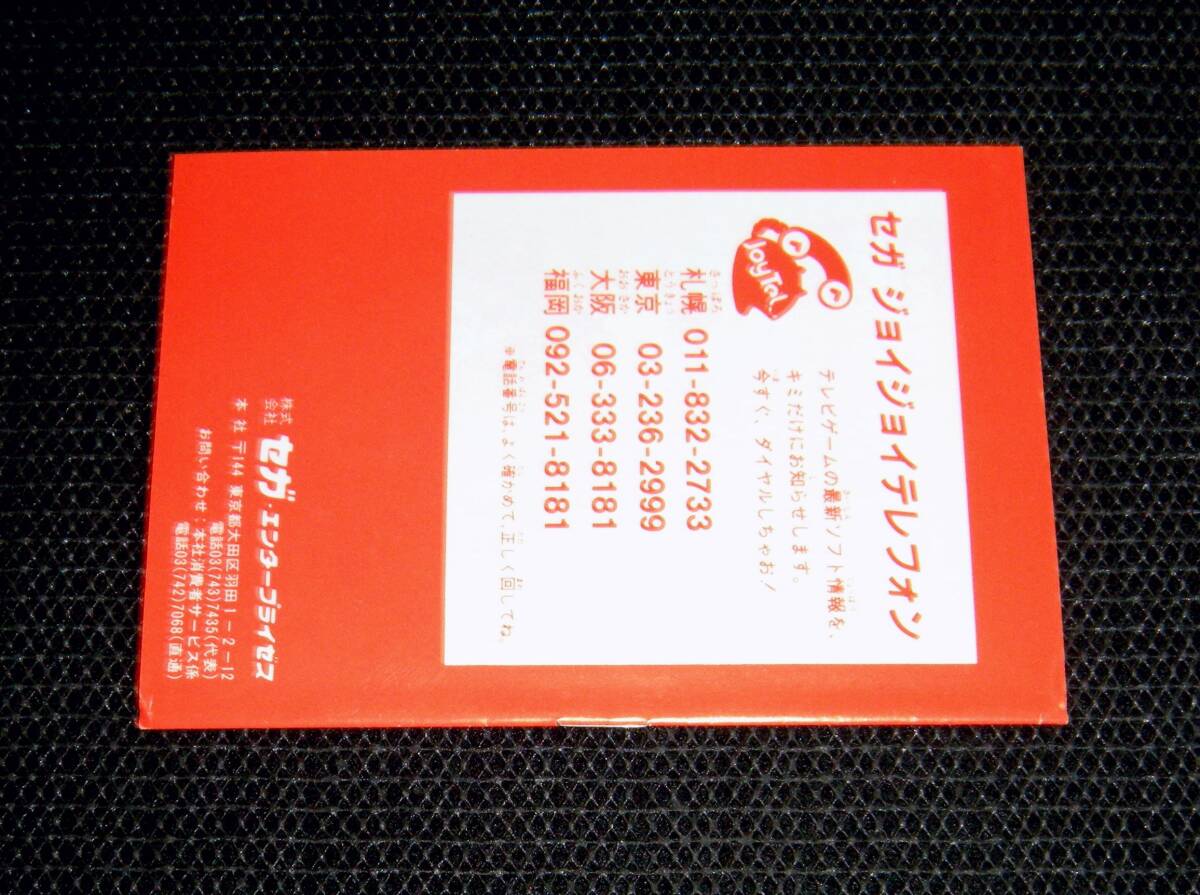 セガ ジョイジョイテレフォン
JoyTel
テレビゲームの最新ソフト情報を、
キミだけにお知らせします。
今すぐ、ダイヤルしちゃお!
札幌 011-832-2733
東京 03-236-2999
大阪 06-333-8181
福岡 092-521-8181
※電話番号は、よく確かめて、正しく回してね。
株式会社 セガ・エンタープライゼス
本社 〒144 東京都大田区羽田1-2-12
電話03(743)7435(代表)
お問い合わせ;本社消費者サービス係
電話03(742)7068(直通)